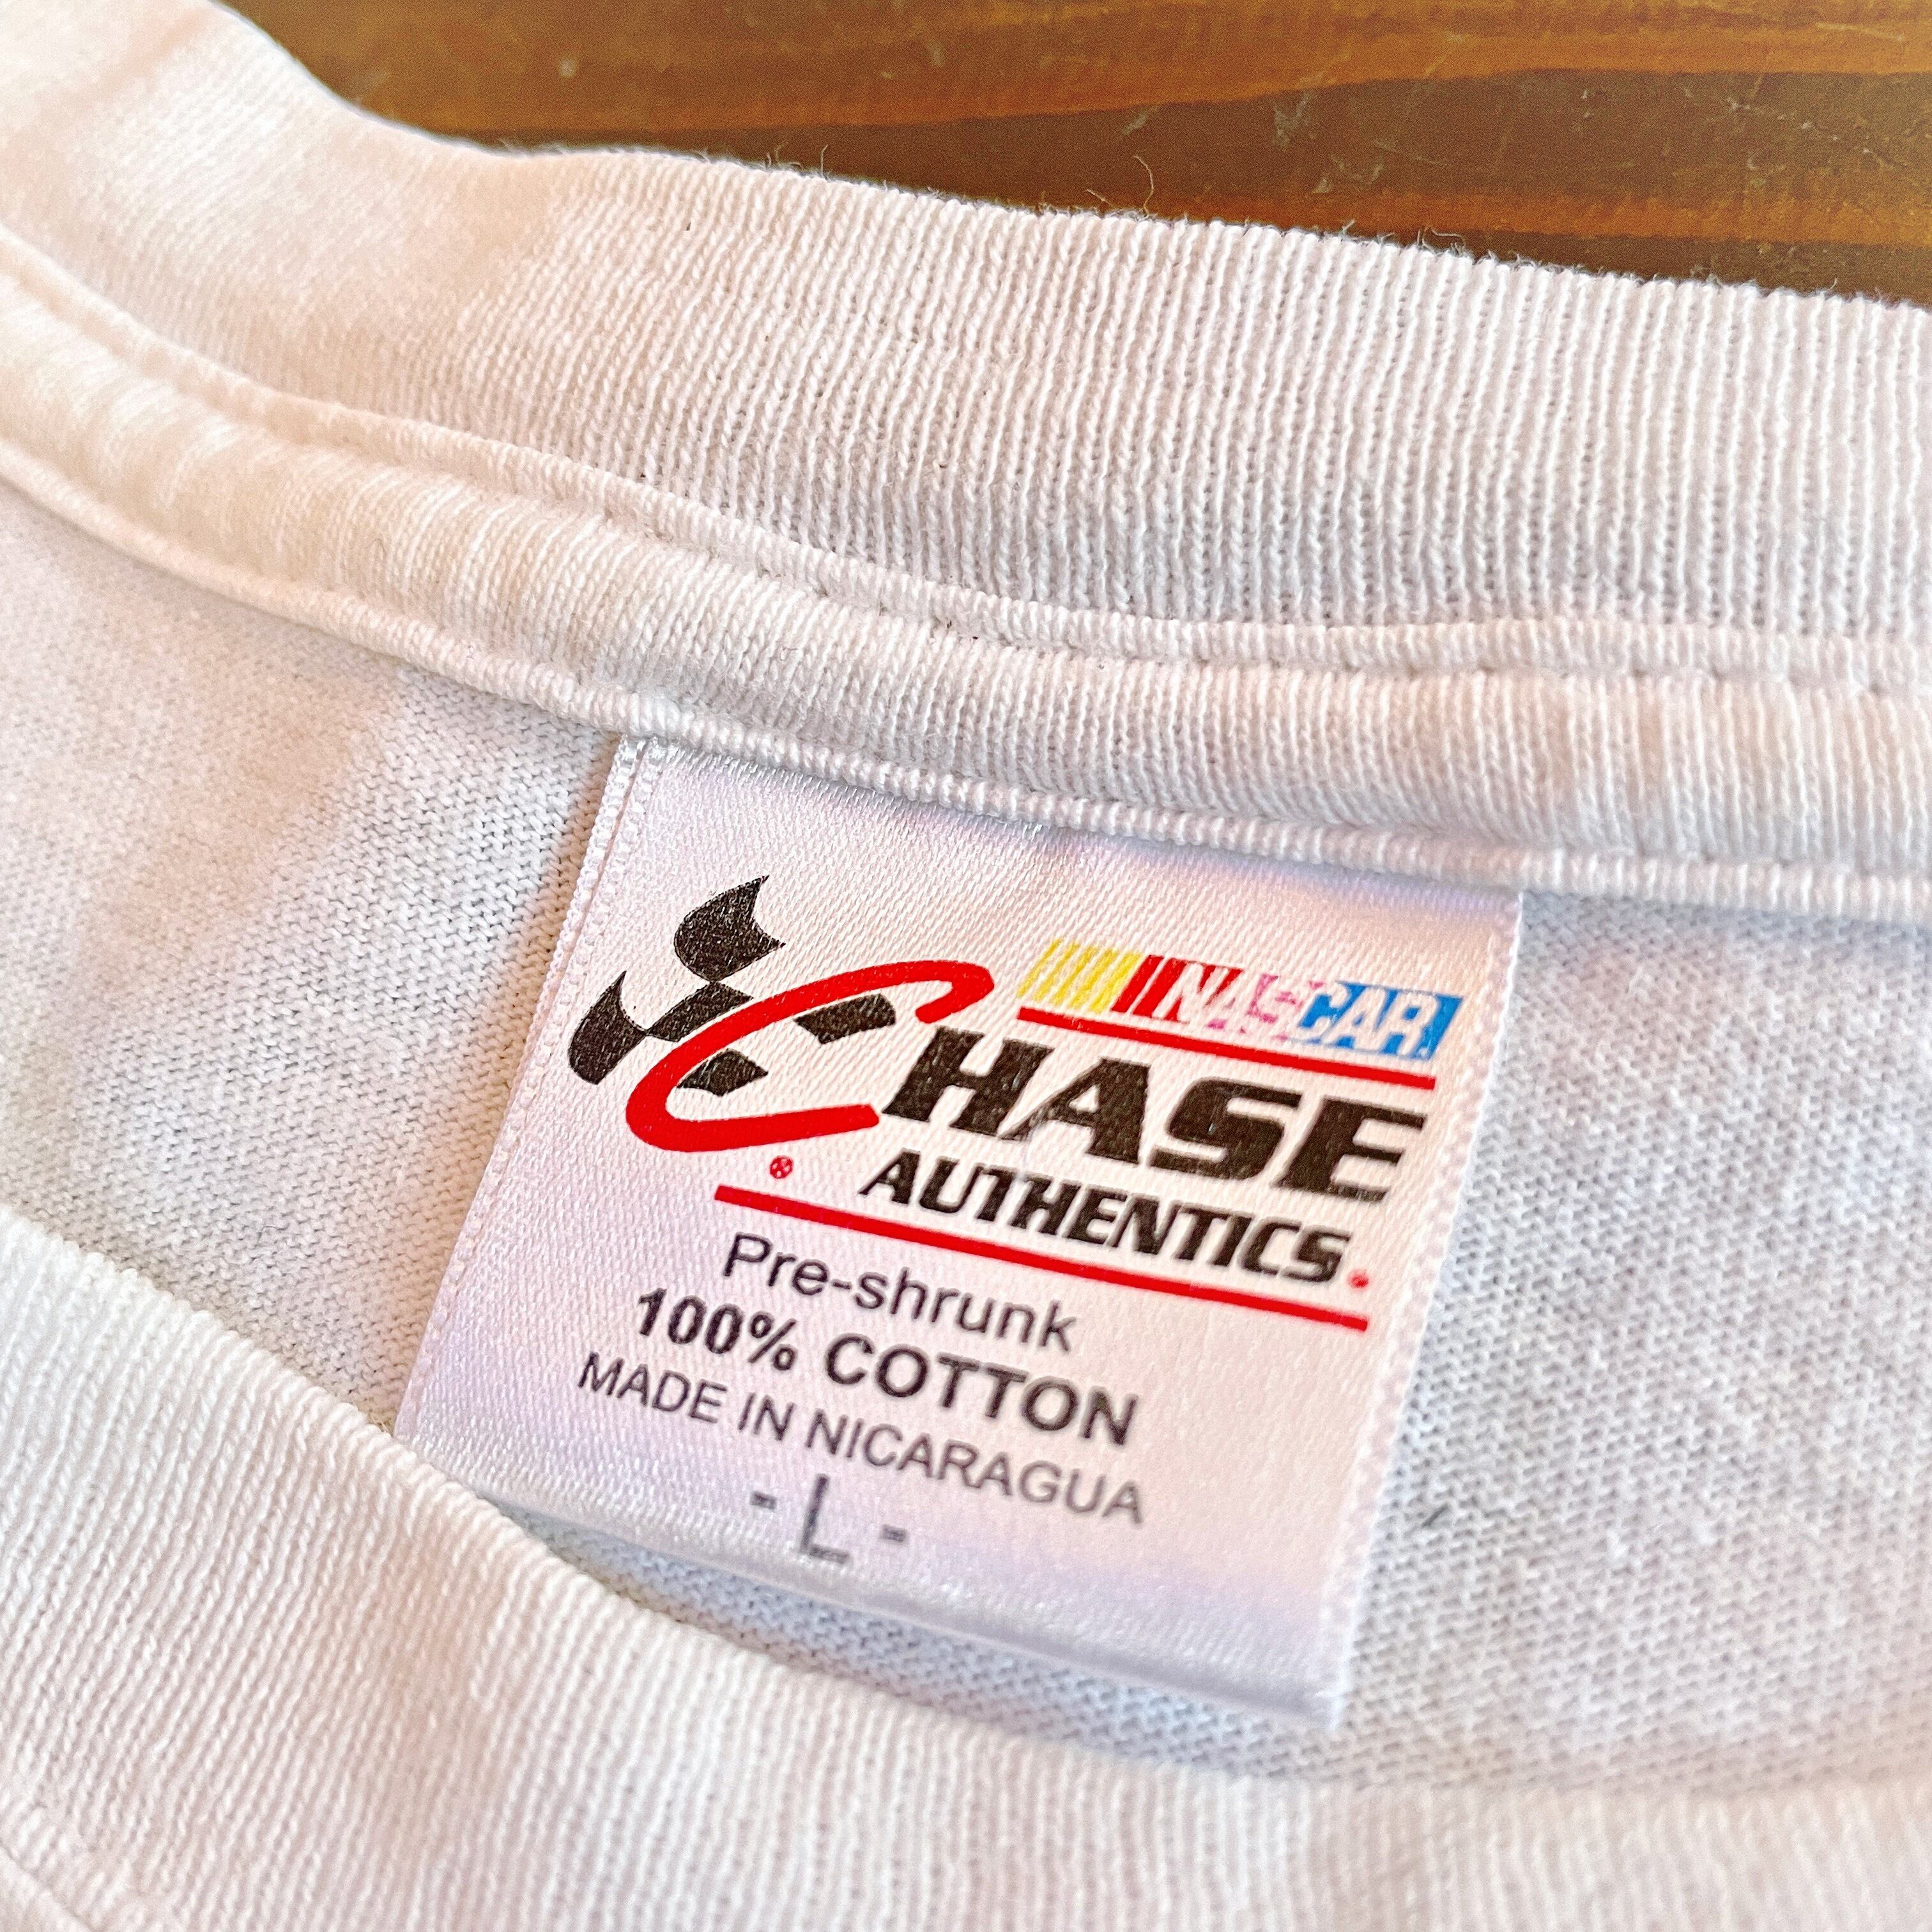 NASCAR
CHASE
AUTHENTICS
Pre-shrunk
100% COTTON
MADE IN NICARAGUA
- L -